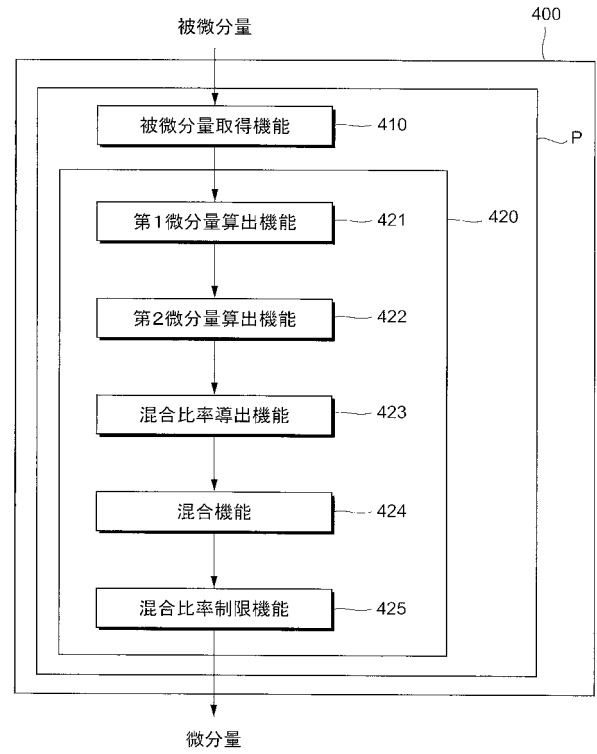 被微分量
400
被微分量取得機能
410
P
第1微分量算出機能
421
420
第2微分量算出機能
422
混合比率導出機能
423
混合機能
424
混合比率制限機能
425
微分量